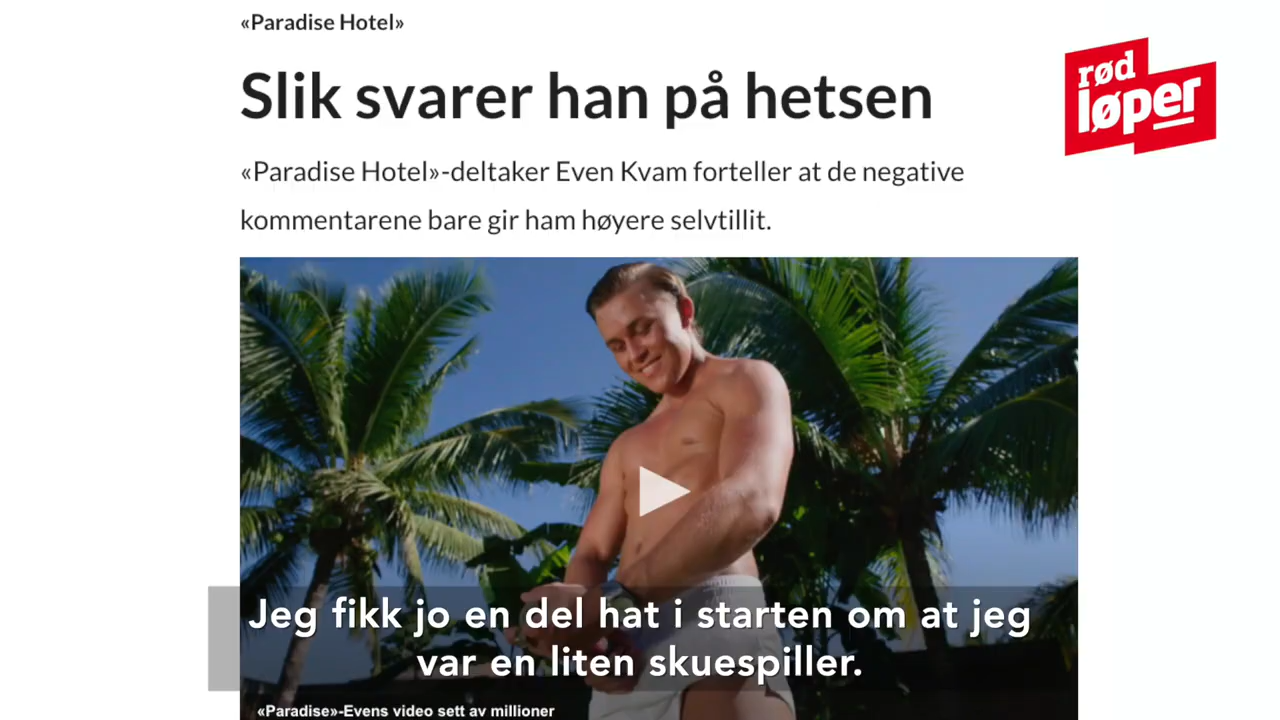 «Paradise Hotel»
Slik svarer han på hetsen
«Paradise Hotel»-deltaker Even Kvam forteller at de negative
kommentarene bare gir ham høyere selvtillit.
rød
løper
Jeg fikk jo en del hat i starten om at jeg
var en liten skuespiller.
«Paradise»-Evens video sett av millioner